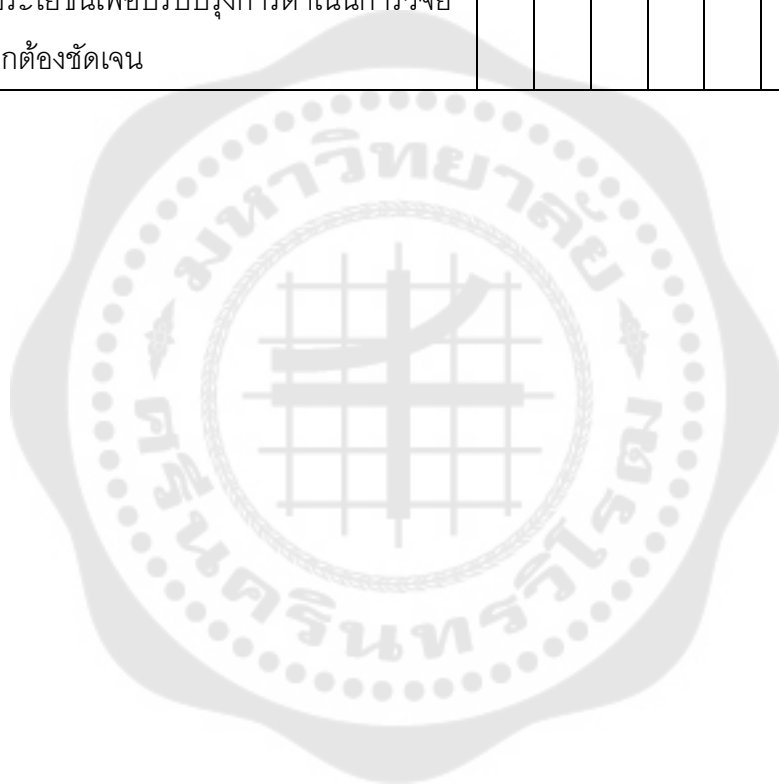 ประโยชน์เพื่อปรับปรุงการดำเนินการวิจัย
กต้องชัดเจน
มหาวิทยาลัย
ศรีนครินทรวิโรฒ